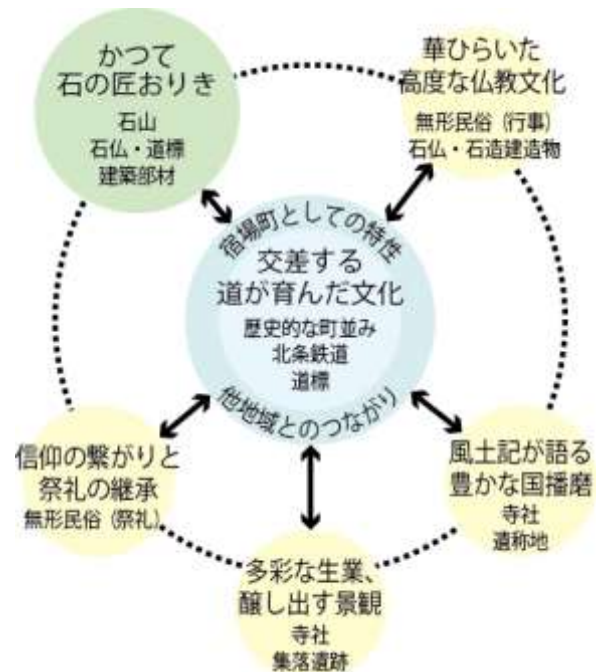 かつて
石の匠おりき
石山
石仏・道標
建築部材
華ひらいた
高度な仏教文化
無形民俗（行事）
石仏・石造建造物
宿場町としての特性
交差する
道が育んだ文化
歴史的な町並み
北条鉄道
道標
他地域とのつながり
信仰の繋がりと
祭礼の継承
無形民俗（祭礼）
風土記が語る
豊かな国播磨
寺社
遺称地
多彩な生業、
醸し出す景観
寺社
集落遺跡